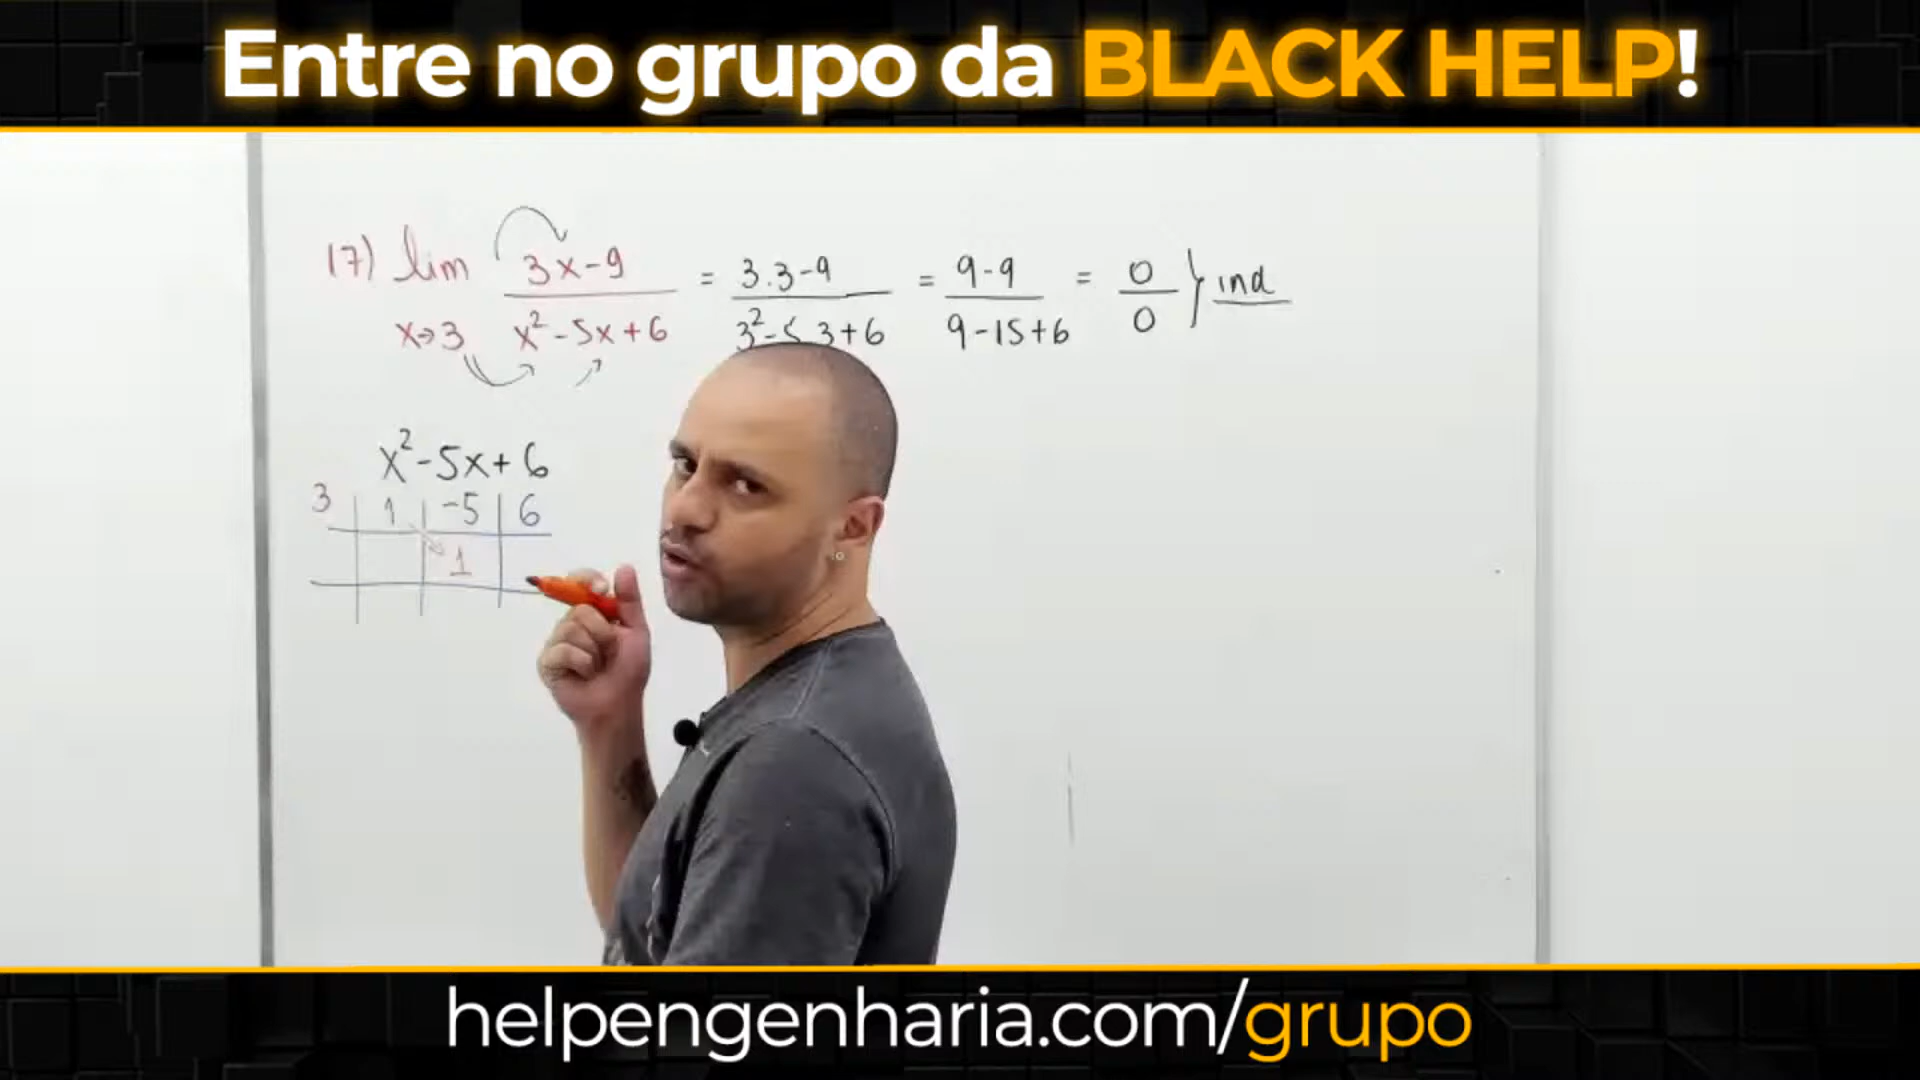 Entre no grupo da BLACK HELP!
17) lim 3x-9 / x²-5x+6 = 3.3-9 / 3²-5.3+6 = 9-9 / 9-15+6 = 0 / 0 } ind
x→3
x²-5x+6
3 | 1 | -5 | 6
1
helpengenharia.com/grupo